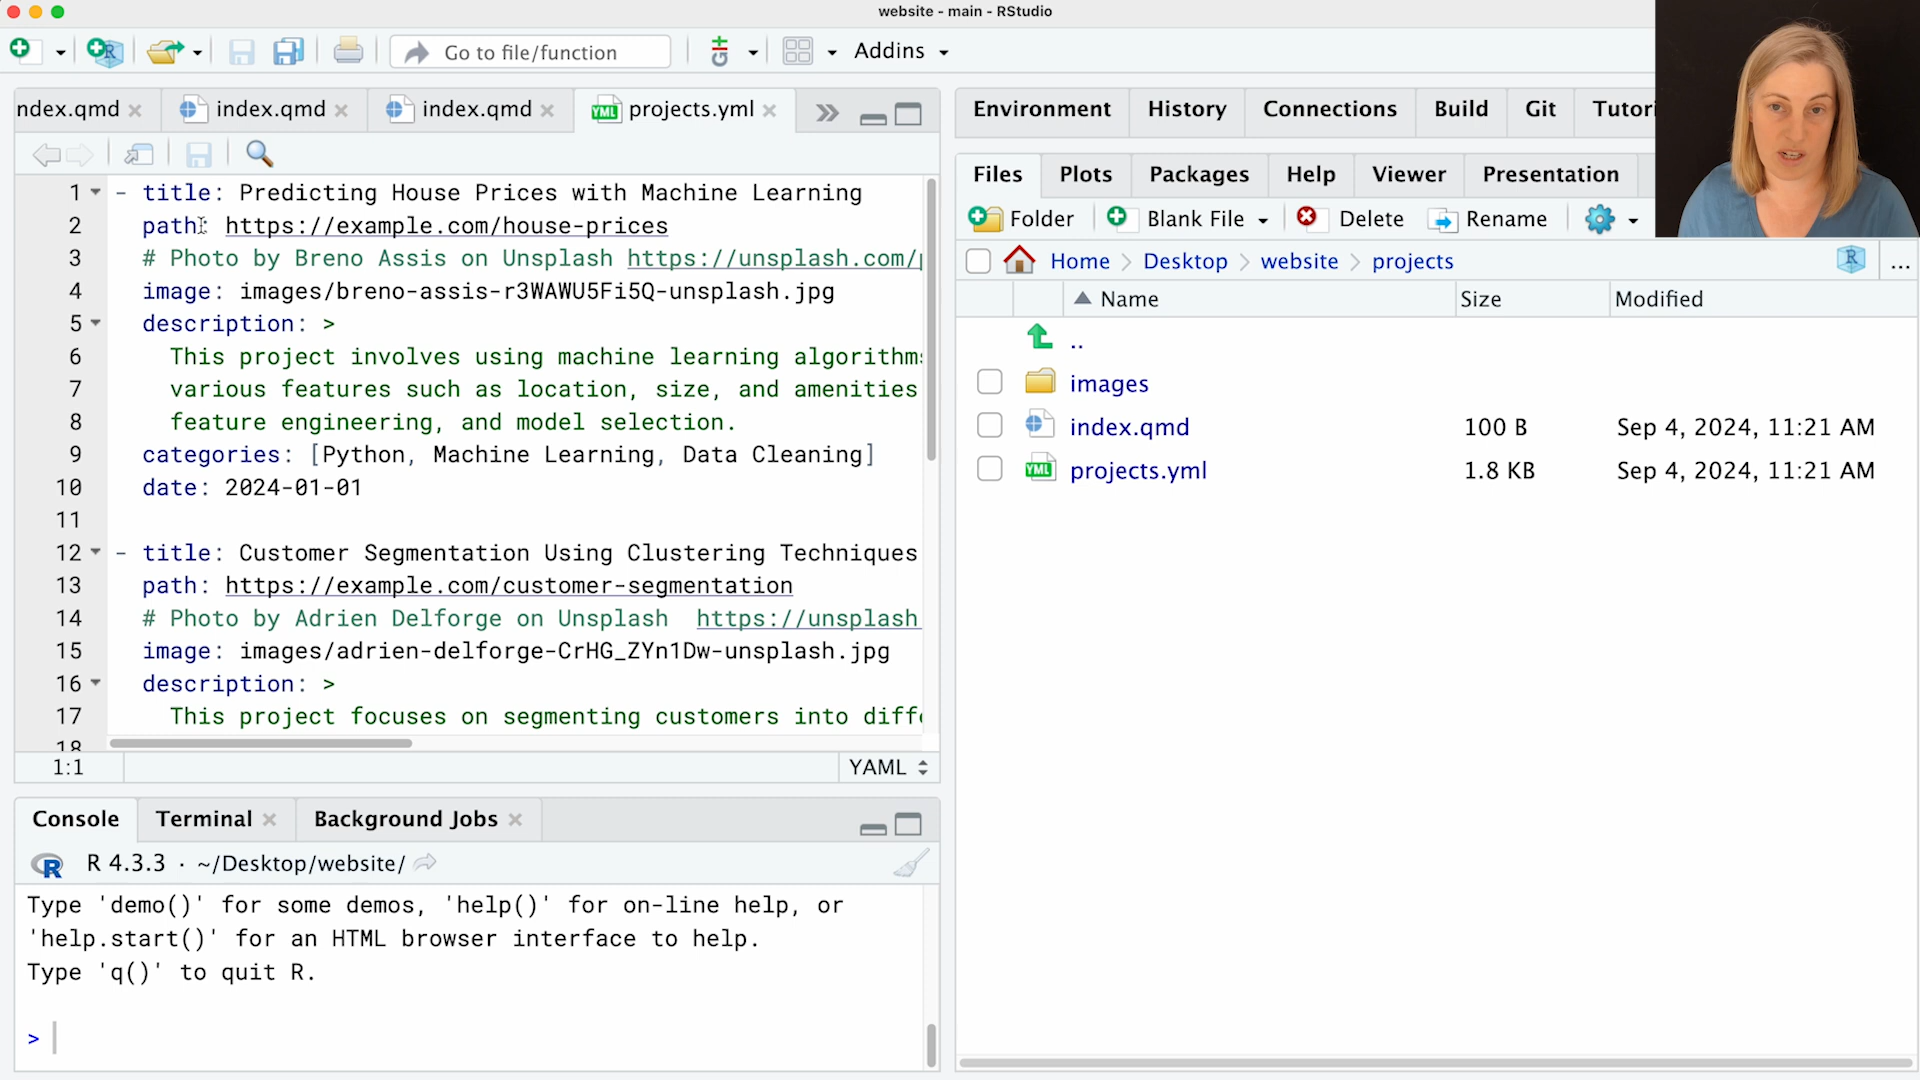 website - main - RStudio
Go to file/function
Addins
ndex.qmd
index.qmd
index.qmd
projects.yml
1 - title: Predicting House Prices with Machine Learning
2 path: https://example.com/house-prices
3 # Photo by Breno Assis on Unsplash https://unsplash.com/p
4 image: images/breno-assis-r3WAWU5Fi5Q-unsplash.jpg
5 description: >
6 This project involves using machine learning algorithms
7 various features such as location, size, and amenities
8 feature engineering, and model selection.
9 categories: [Python, Machine Learning, Data Cleaning]
10 date: 2024-01-01
11
12 - title: Customer Segmentation Using Clustering Techniques
13 path: https://example.com/customer-segmentation
14 # Photo by Adrien Delforge on Unsplash https://unsplash.
15 image: images/adrien-delforge-CrHG_ZYn1Dw-unsplash.jpg
16 description: >
17 This project focuses on segmenting customers into diffe
18
1:1
YAML
Console
Terminal
Background Jobs
R 4.3.3 · ~/Desktop/website/
Type 'demo()' for some demos, 'help()' for on-line help, or
'help.start()' for an HTML browser interface to help.
Type 'q()' to quit R.
>
Environment
History
Connections
Build
Git
Tutori
Files
Plots
Packages
Help
Viewer
Presentation
Folder
Blank File
Delete
Rename
Home > Desktop > website > projects
...
Name
Size
Modified
..
images
index.qmd 100 B Sep 4, 2024, 11:21 AM
projects.yml 1.8 KB Sep 4, 2024, 11:21 AM